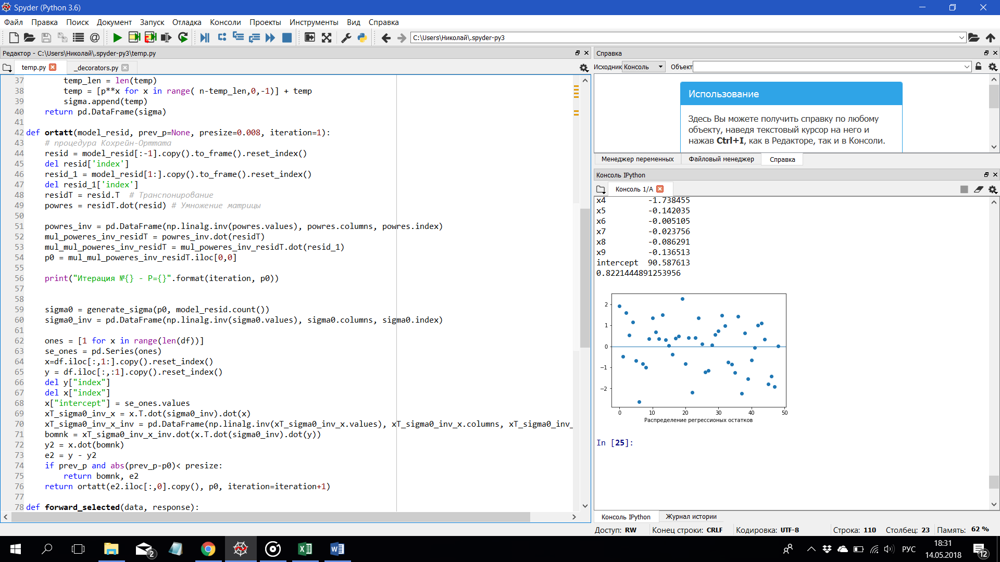 Spyder (Python 3.6)
Файл Правка Поиск Документ Запуск Отладка Консоли Проекты Инструменты Вид Справка
C:\Users\Николай\.spyder-py3
Редактор - C:\Users\Николай\.spyder-py3\temp.py
temp.py _decorators.py
37 temp_len = len(temp)
38 temp = [p**x for x in range( n-temp_len,0,-1)] + temp
39 sigma.append(temp)
40 return pd.DataFrame(sigma)
41
42 def ortatt(model_resid, prev_p=None, presize=0.008, iteration=1):
43 # процедура Кохрейн-Орттата
44 resid = model_resid[:-1].copy().to_frame().reset_index()
45 del resid['index']
46 resid_1 = model_resid[1:].copy().to_frame().reset_index()
47 del resid_1['index']
48 residT = resid.T # Транспонирование
49 powres = residT.dot(resid) # Умножение матрицы
50
51 powres_inv = pd.DataFrame(np.linalg.inv(powres.values), powres.columns, powres.index)
52 mul_poweres_inv_residT = powres_inv.dot(residT)
53 mul_mul_poweres_inv_residT = mul_poweres_inv_residT.dot(resid_1)
54 p0 = mul_mul_poweres_inv_residT.iloc[0,0]
55
56 print("Итерация №{} - P={}".format(iteration, p0))
57
58
59 sigma0 = generate_sigma(p0, model_resid.count())
60 sigma0_inv = pd.DataFrame(np.linalg.inv(sigma0.values), sigma0.columns, sigma0.index)
61
62 ones = [1 for x in range(len(df))]
63 se_ones = pd.Series(ones)
64 x=df.iloc[:,1:].copy().reset_index()
65 y = df.iloc[:,:1].copy().reset_index()
66 del y["index"]
67 del x["index"]
68 x["intercept"] = se_ones.values
69 xT_sigma0_inv_x = x.T.dot(sigma0_inv).dot(x)
70 xT_sigma0_inv_x_inv = pd.DataFrame(np.linalg.inv(xT_sigma0_inv_x.values), xT_sigma0_inv_x.columns, xT_sigma0_inv_
71 bomnk = xT_sigma0_inv_x_inv.dot(x.T.dot(sigma0_inv).dot(y))
72 y2 = x.dot(bomnk)
73 e2 = y - y2
74 if prev_p and abs(prev_p-p0)< presize:
75 return bomnk, e2
76 return ortatt(e2.iloc[:,0].copy(), p0, iteration=iteration+1)
77
78 def forward_selected(data, response):
Справка
Исходник Консоль Объект
Использование
Здесь Вы можете получить справку по любому
объекту, наведя текстовый курсор на него и
нажав Ctrl+I, как в Редакторе, так и в Консоли.
Менеджер переменных Файловый менеджер Справка
Консоль IPython
Консоль 1/A
x4 -1.738455
x5 -0.142035
x6 -0.005105
x7 -0.023756
x8 -0.086291
x9 -0.136513
intercept 90.587613
0.8221444891253956
2
1
0
−1
−2
0 10 20 30 40 50
Распределение регрессионых остатков
In [25]:
Консоль IPython Журнал истории
Доступ: RW Конец строки: CRLF Кодировка: UTF-8 Строка: 110 Столбец: 23 Память: 62 %
2
РУС
18:31
14.05.2018
12